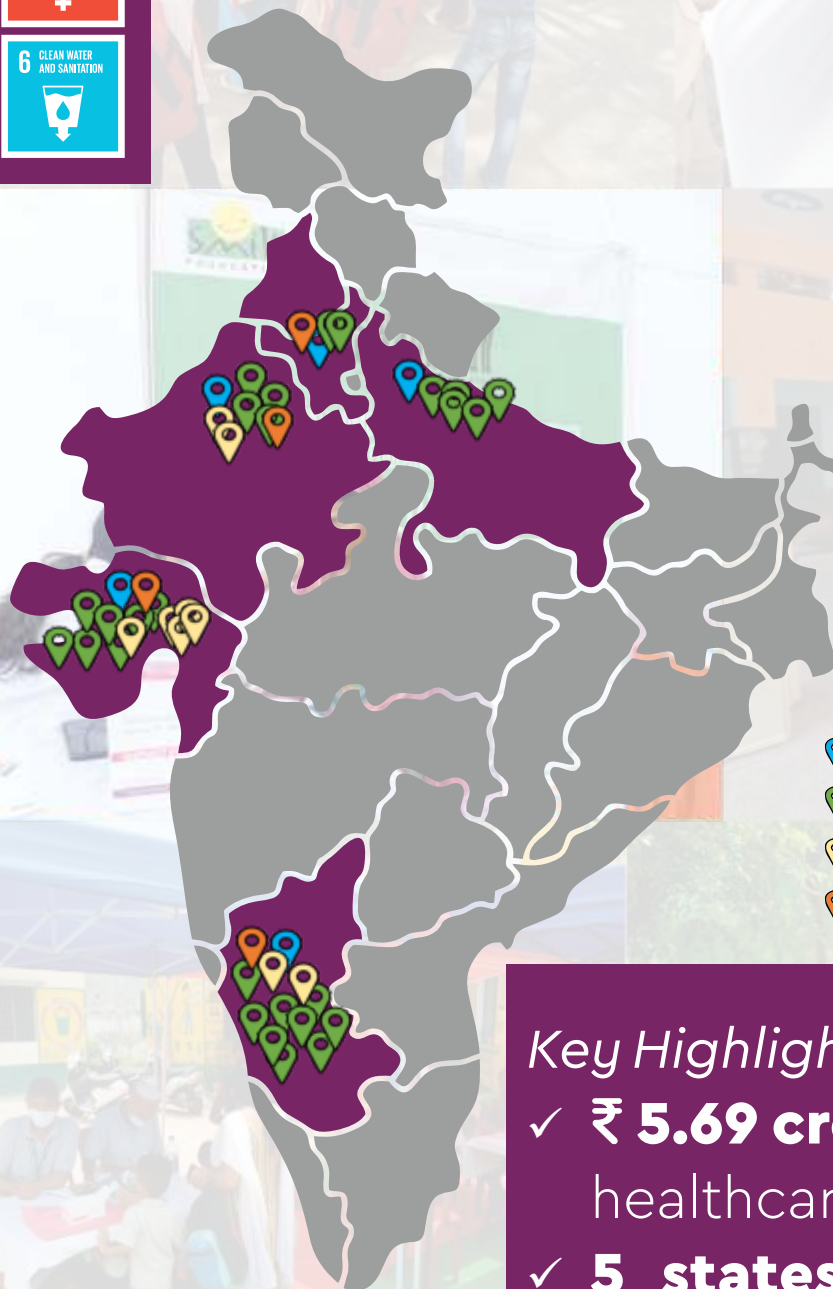 6 CLEAN WATER
AND SANITATION
Key Highligh
✓ ₹ 5.69 cr
healthcar
✓ 5 states